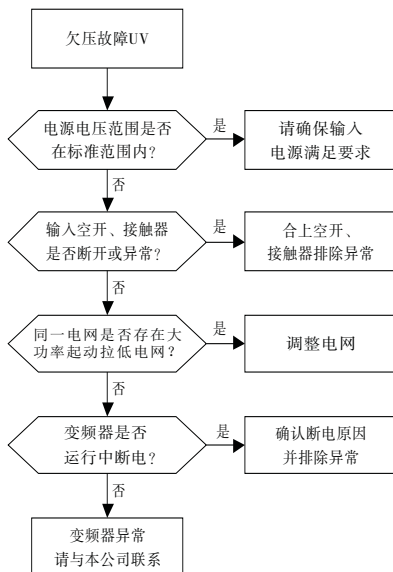 欠压故障UV
电源电压范围是否
在标准范围内?
是
请确保输入
电源满足要求
否
输入空开、接触器
是否断开或异常?
是
合上空开、
接触器排除异常
否
同一电网是否存在大
功率起动拉低电网？
是
调整电网
否
变频器是否
运行中断电?
是
确认断电原因
并排除异常
否
变频器异常
请与本公司联系